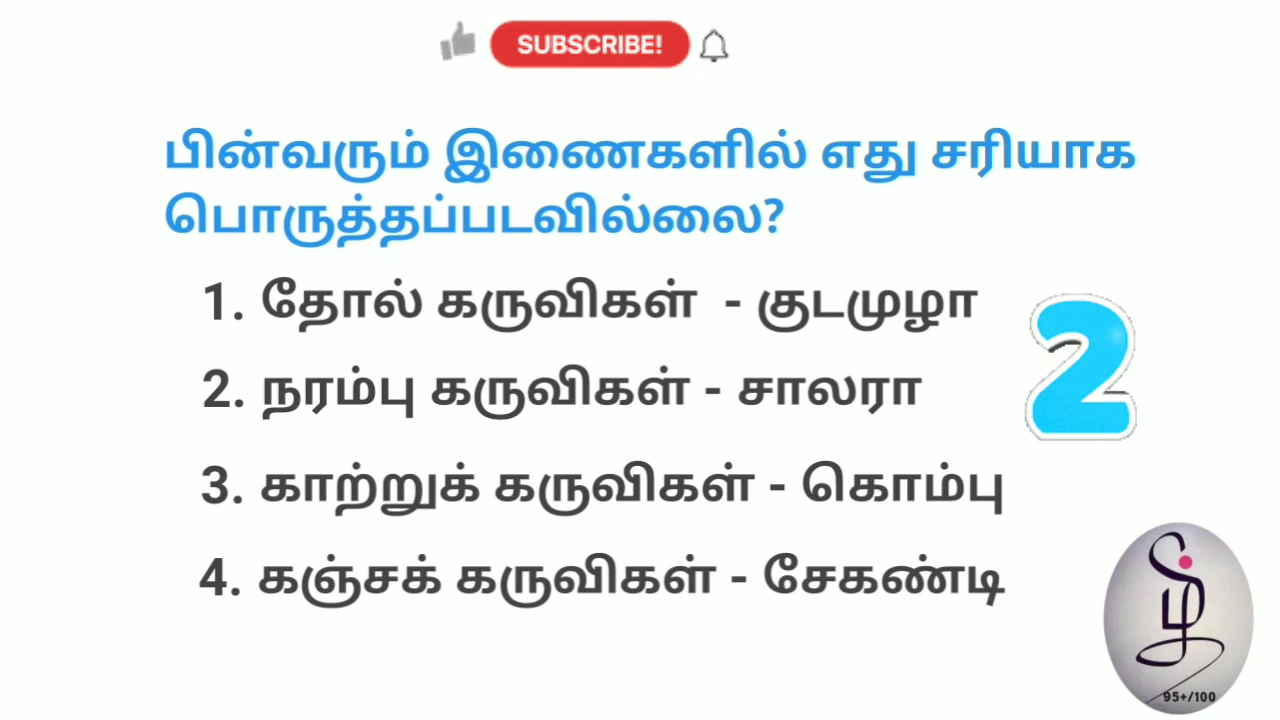 SUBSCRIBE!
பின்வரும் இணைகளில் எது சரியாக
பொருத்தப்படவில்லை?
1. தோல் கருவிகள் - குடமுழா
2. நரம்பு கருவிகள் - சாலரா
3. காற்றுக் கருவிகள் - கொம்பு
4. கஞ்சக் கருவிகள் - சேகண்டி
2
ழி
95+/100